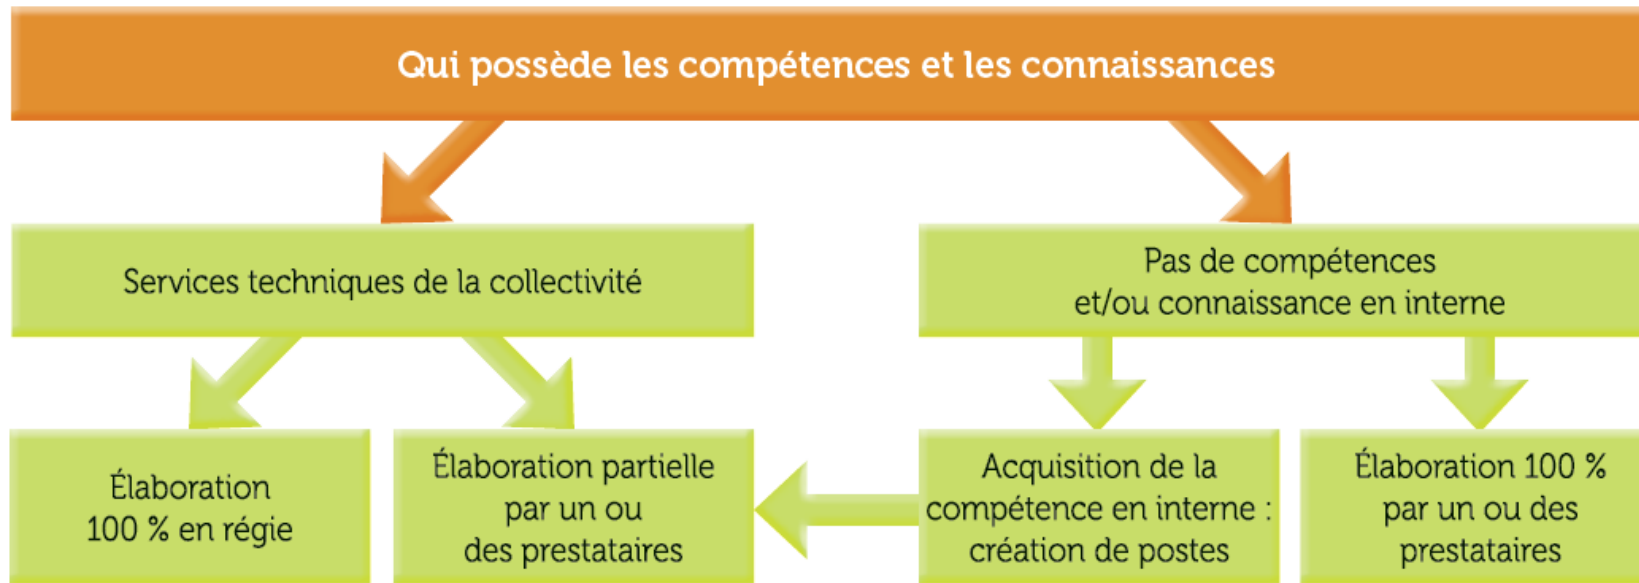 Qui possède les compétences et les connaissances
Services techniques de la collectivité
Pas de compétences
et/ou connaissance en interne
Élaboration
100 % en régie
Élaboration partielle
par un ou
des prestataires
Acquisition de la
compétence en interne :
création de postes
Élaboration 100 %
par un ou des
prestataires